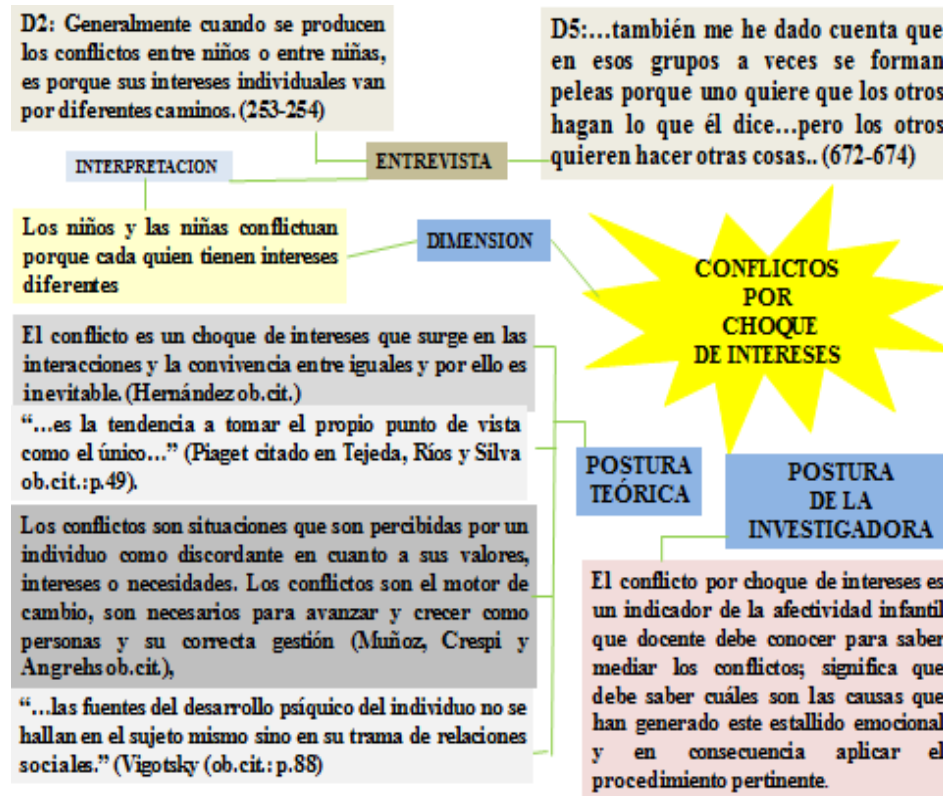 D2: Generalmente cuando se producen
los conflictos entre niños o entre niñas,
es porque sus intereses individuales van
por diferentes caminos. (253-254)
D5:…también me he dado cuenta que
en esos grupos a veces se forman
peleas porque uno quiere que los otros
hagan lo que él dice…pero los otros
quieren hacer otras cosas.. (672-674)
INTERPRETACION
ENTREVISTA
Los niños y las niñas conflictuan
porque cada quien tienen intereses
diferentes
DIMENSION
CONFLICTOS
POR
CHOQUE
DE INTERESES
El conflicto es un choque de intereses que surge en las
interacciones y la convivencia entre iguales y por ello es
inevitable. (Hernández ob.cit.)
“…es la tendencia a tomar el propio punto de vista
como el único…” (Piaget citado en Tejeda, Ríos y Silva
ob.cit.:p.49).
Los conflictos son situaciones que son percibidas por un
individuo como discordante en cuanto a sus valores,
intereses o necesidades. Los conflictos son el motor de
cambio, son necesarios para avanzar y crecer como
personas y su correcta gestión (Muñoz, Crespi y
Angrehs ob.cit.),
“…las fuentes del desarrollo psíquico del individuo no se
hallan en el sujeto mismo sino en su trama de relaciones
sociales.” (Vigotsky (ob.cit.: p.88)
POSTURA
TEÓRICA
POSTURA
DE LA
INVESTIGADORA
El conflicto por choque de intereses es
un indicador de la afectividad infantil
que docente debe conocer para saber
mediar los conflictos; significa que
debe saber cuáles son las causas que
han generado este estallido emocional
y en consecuencia aplicar el
procedimiento pertinente.